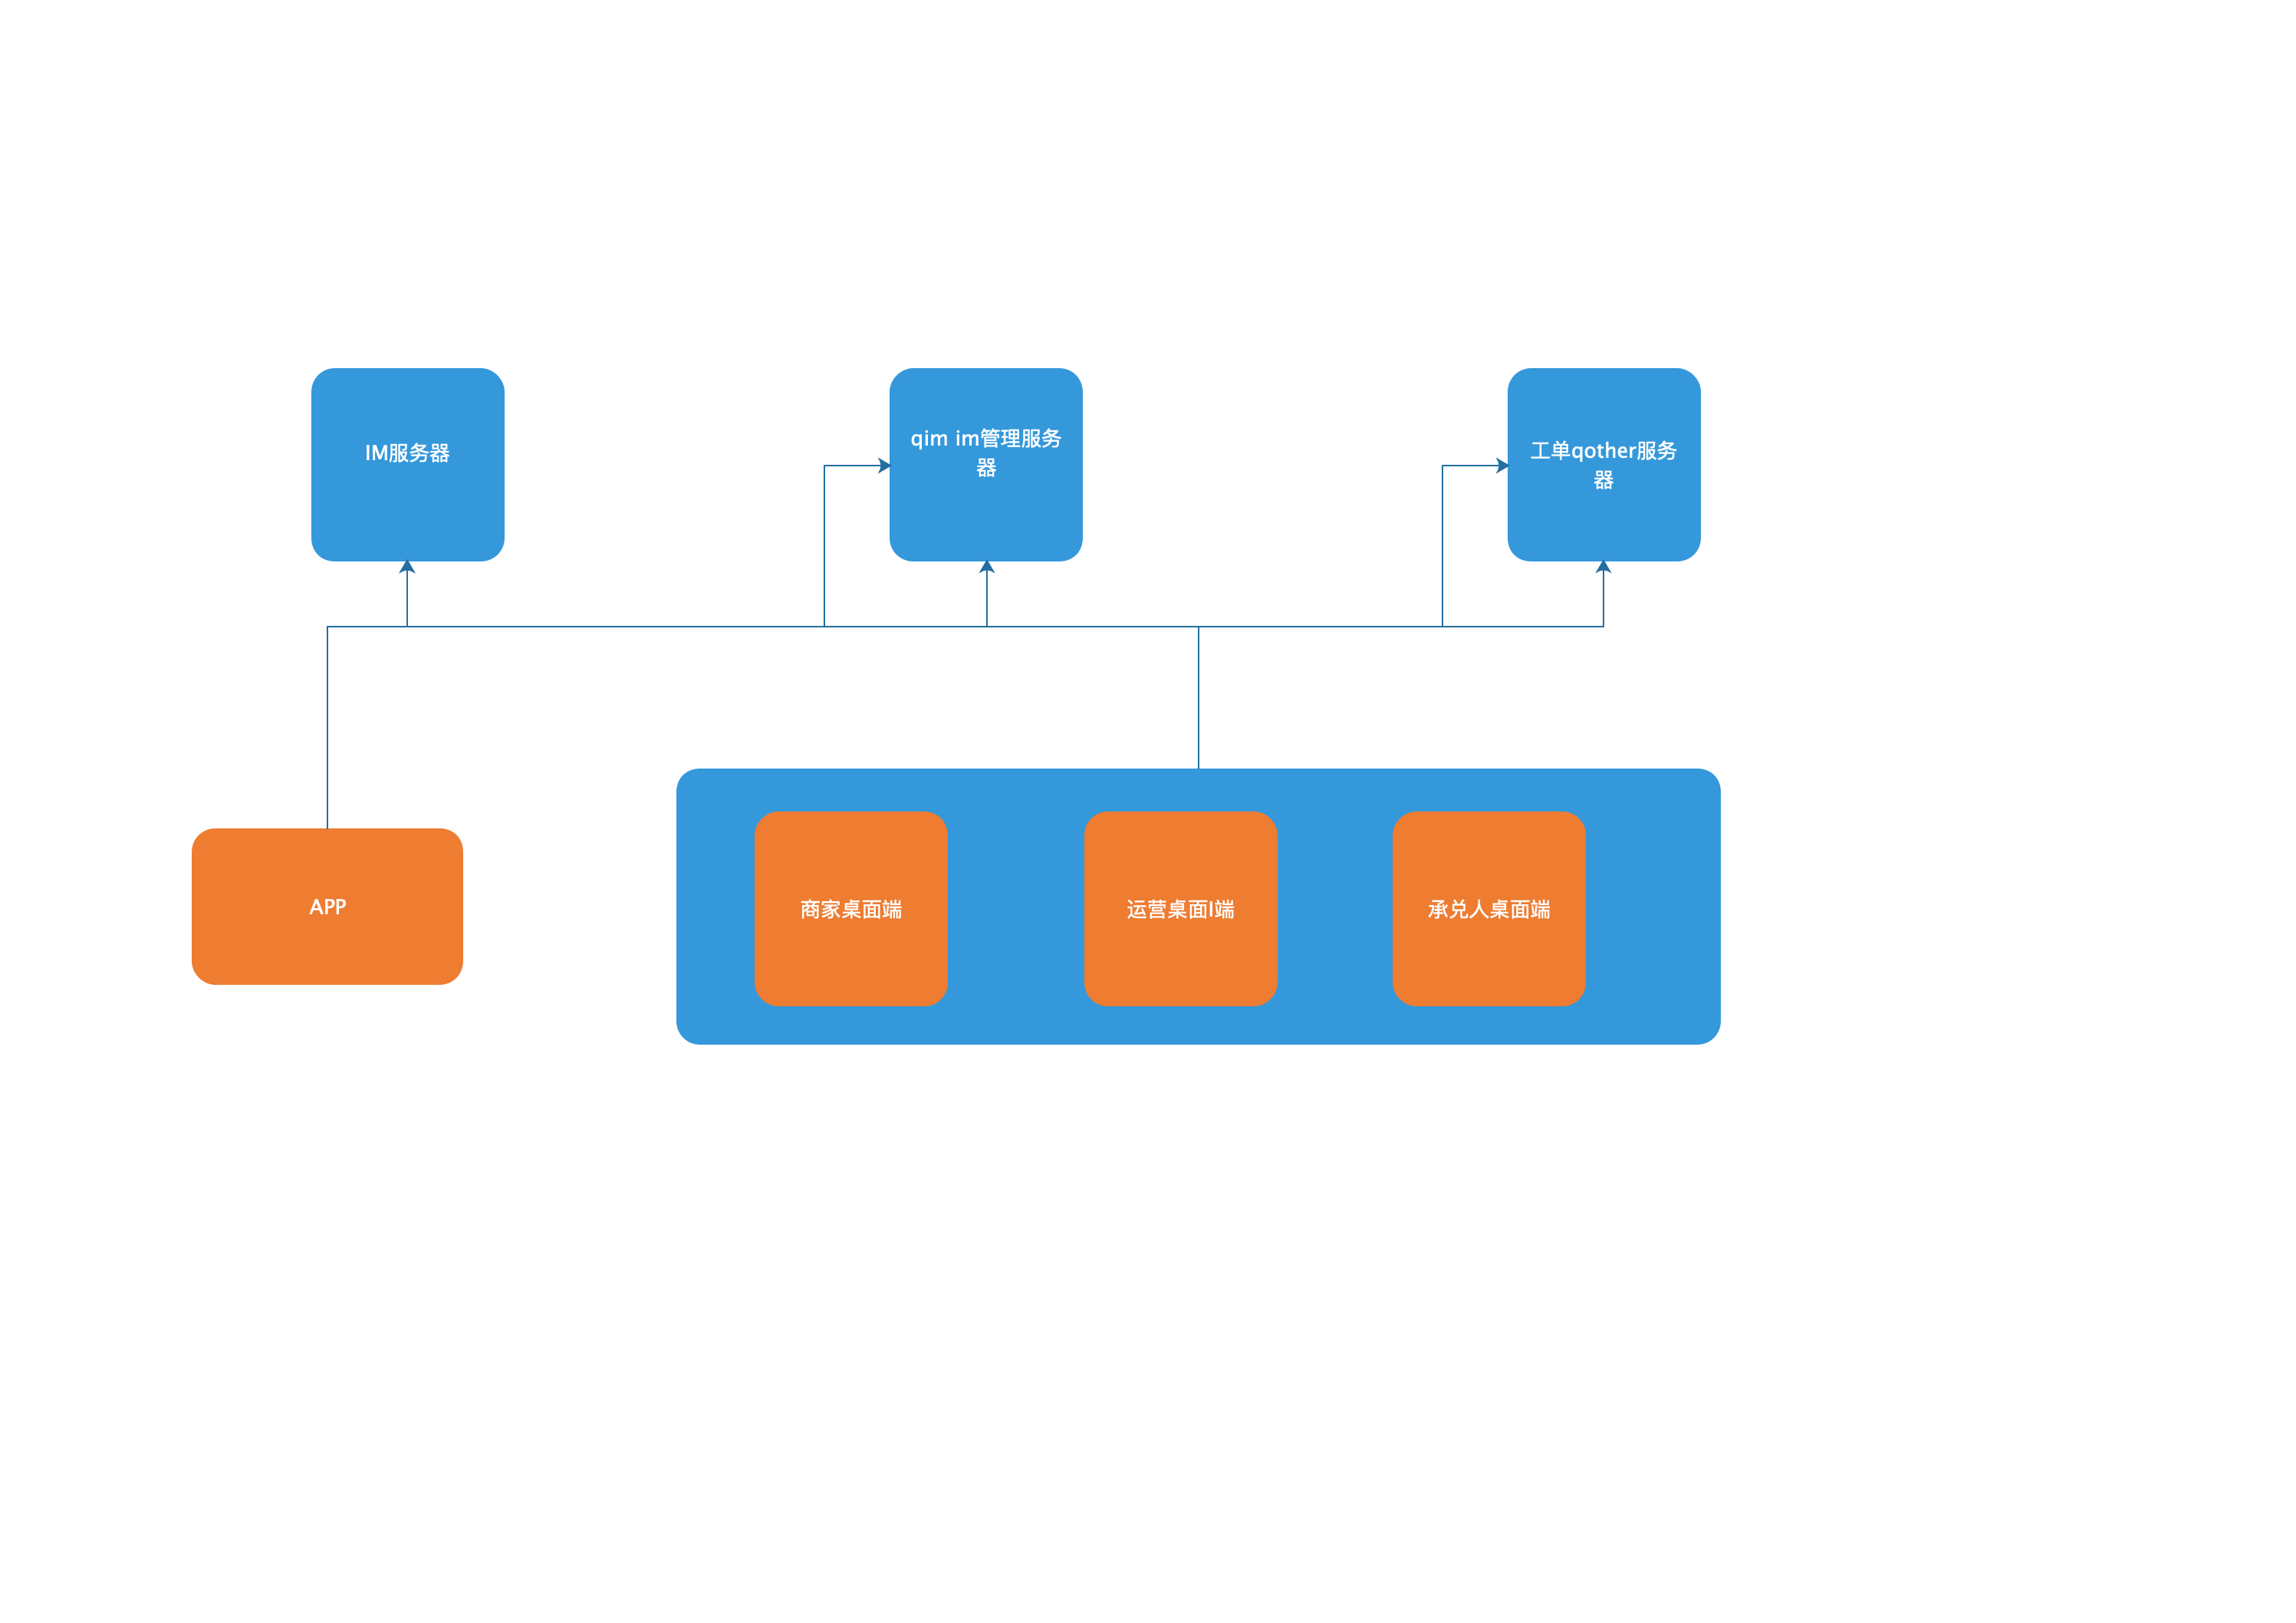 IM服务器
qim im管理服务
器
工单qother服务
器
APP
商家桌面端
运营桌面I端
承兑人桌面端